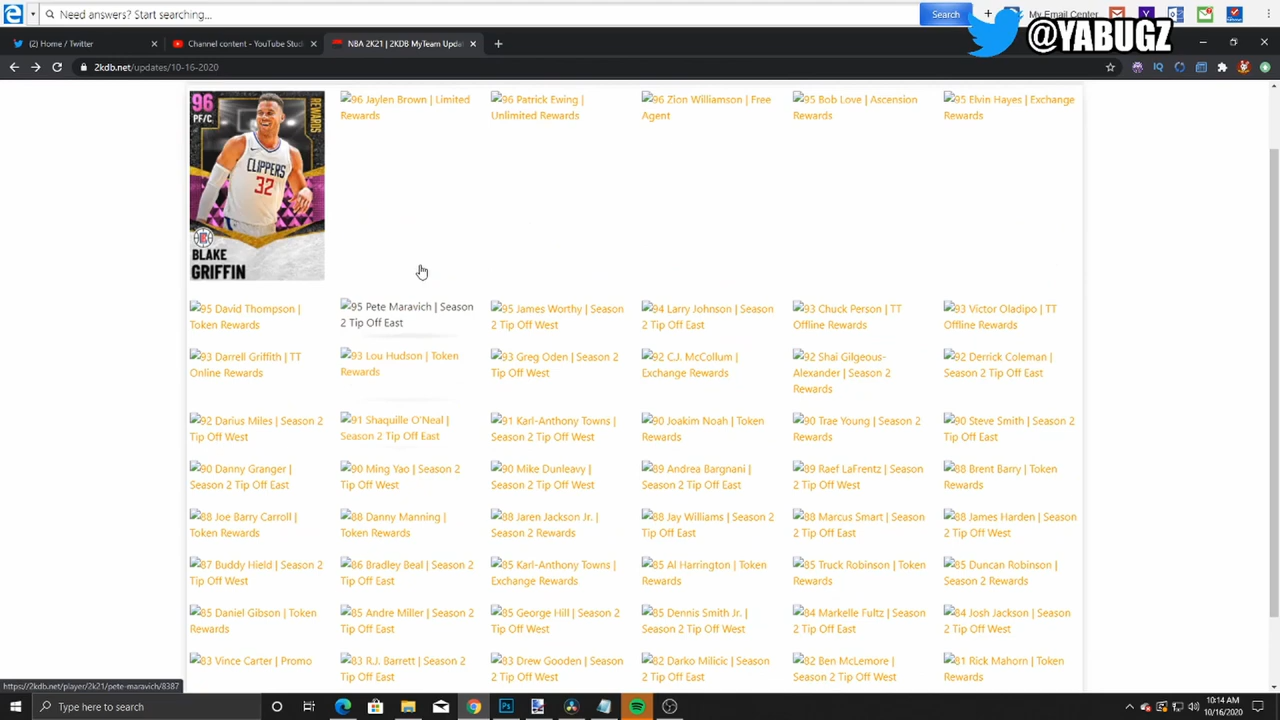 Need answers? Start searching...
Search
My Email Center
@YABUGZ
(2) Home / Twitter
Channel content - YouTube Stud
NBA 2K21 | 2KDB MyTeam Upda
2kdb.net/updates/10-16-2020
96
PF/C
REWARDS
CLIPPERS
32
BLAKE
GRIFFIN
96 Jaylen Brown | Limited
Rewards
96 Patrick Ewing |
Unlimited Rewards
96 Zion Williamson | Free
Agent
95 Bob Love | Ascension
Rewards
95 Elvin Hayes | Exchange
Rewards
95 David Thompson |
Token Rewards
95 Pete Maravich | Season
2 Tip Off East
95 James Worthy | Season
2 Tip Off West
94 Larry Johnson | Season
2 Tip Off East
93 Chuck Person | TT
Offline Rewards
93 Victor Oladipo | TT
Offline Rewards
93 Darrell Griffith | TT
Online Rewards
93 Lou Hudson | Token
Rewards
93 Greg Oden | Season 2
Tip Off West
92 C.J. McCollum |
Exchange Rewards
92 Shai Gilgeous-
Alexander | Season 2
Rewards
92 Derrick Coleman |
Season 2 Tip Off East
92 Darius Miles | Season 2
Tip Off West
91 Shaquille O'Neal |
Season 2 Tip Off East
91 Karl-Anthony Towns |
Season 2 Tip Off West
90 Joakim Noah | Token
Rewards
90 Trae Young | Season 2
Rewards
90 Steve Smith | Season 2
Tip Off East
90 Danny Granger |
Season 2 Tip Off East
90 Ming Yao | Season 2
Tip Off West
90 Mike Dunleavy |
Season 2 Tip Off West
89 Andrea Bargnani |
Season 2 Tip Off East
89 Raef LaFrentz | Season
2 Tip Off West
88 Brent Barry | Token
Rewards
88 Joe Barry Carroll |
Token Rewards
88 Danny Manning |
Token Rewards
88 Jaren Jackson Jr. |
Season 2 Rewards
88 Jay Williams | Season 2
Tip Off East
88 Marcus Smart | Season
2 Tip Off East
88 James Harden | Season
2 Tip Off West
87 Buddy Hield | Season 2
Tip Off West
86 Bradley Beal | Season 2
Tip Off East
85 Karl-Anthony Towns |
Exchange Rewards
85 Al Harrington | Token
Rewards
85 Truck Robinson | Token
Rewards
85 Duncan Robinson |
Season 2 Rewards
85 Daniel Gibson | Token
Rewards
85 Andre Miller | Season 2
Tip Off East
85 George Hill | Season 2
Tip Off West
85 Dennis Smith Jr. |
Season 2 Tip Off West
84 Markelle Fultz | Season
2 Tip Off East
84 Josh Jackson | Season
2 Tip Off West
83 Vince Carter | Promo
83 R.J. Barrett | Season 2
Tip Off East
83 Drew Gooden | Season
2 Tip Off West
82 Darko Milicic | Season
2 Tip Off East
82 Ben McLemore |
Season 2 Tip Off West
81 Rick Mahorn | Token
Rewards
https://2kdb.net/player/2k21/pete-maravich/8387
Type here to search
10:14 AM
10/16/2020